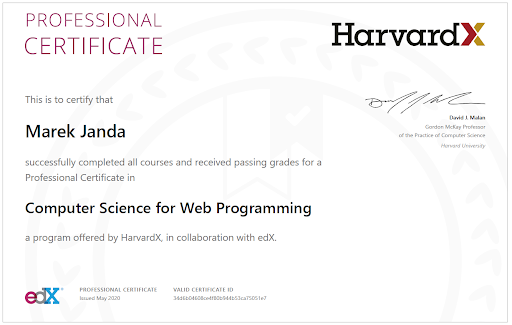 PROFESSIONAL
CERTIFICATE
HarvardX
This is to certify that
Marek Janda
successfully completed all courses and received passing grades for a
Professional Certificate in
Computer Science for Web Programming
a program offered by HarvardX, in collaboration with edX.
David J. Malan
Gordon McKay Professor
of the Practice of Computer Science
Harvard University
edX
PROFESSIONAL CERTIFICATE
Issued May 2020
VALID CERTIFICATE ID